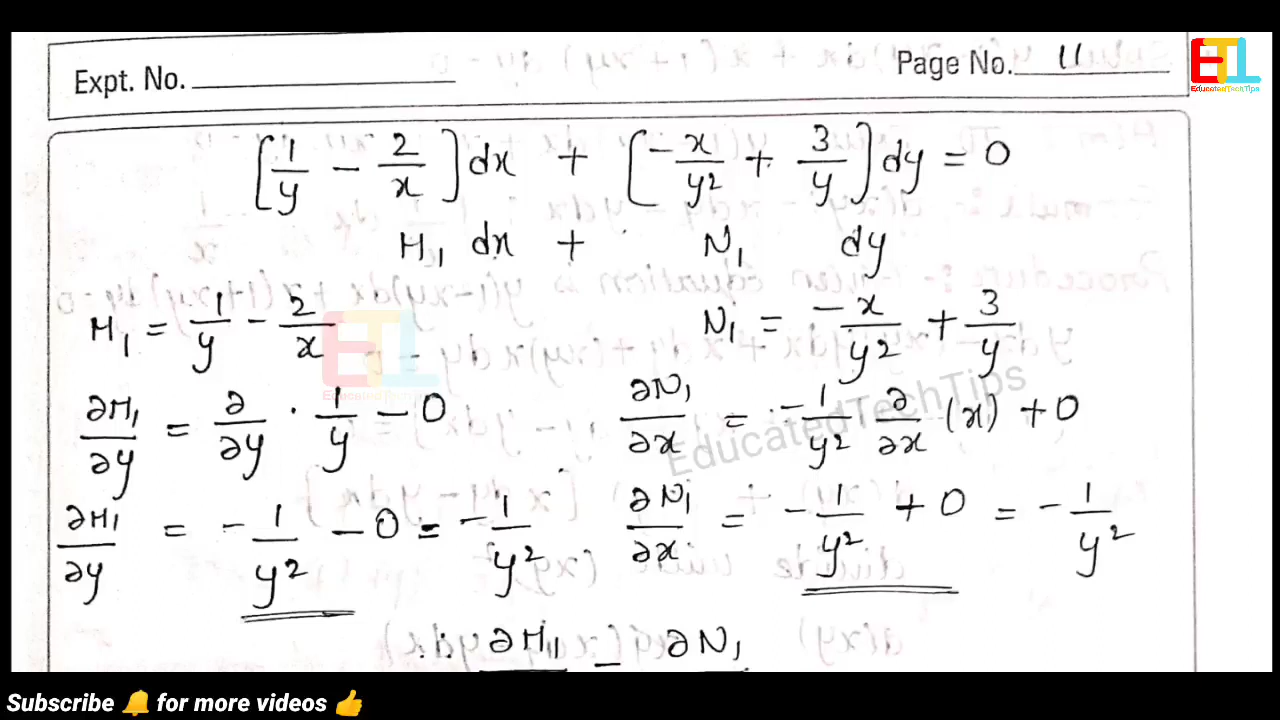 Expt. No. Page No. 11
ETL
EducatedTechTips
[1/y - 2/x] dx + [-x/y² + 3/y] dy = 0
M₁ dx + N₁ dy
M₁ = 1/y - 2/x N₁ = -x/y² + 3/y
∂M₁/∂y = ∂/∂y · 1/y - 0 ∂N₁/∂x = -1/y² ∂/∂x (x) + 0
EducatedTechTips
∂M₁/∂y = -1/y² - 0 = -1/y² ∂N₁/∂x = -1/y² + 0 = -1/y²
∴ ∂M₁ = ∂N₁
Subscribe 🔔 for more videos 👍